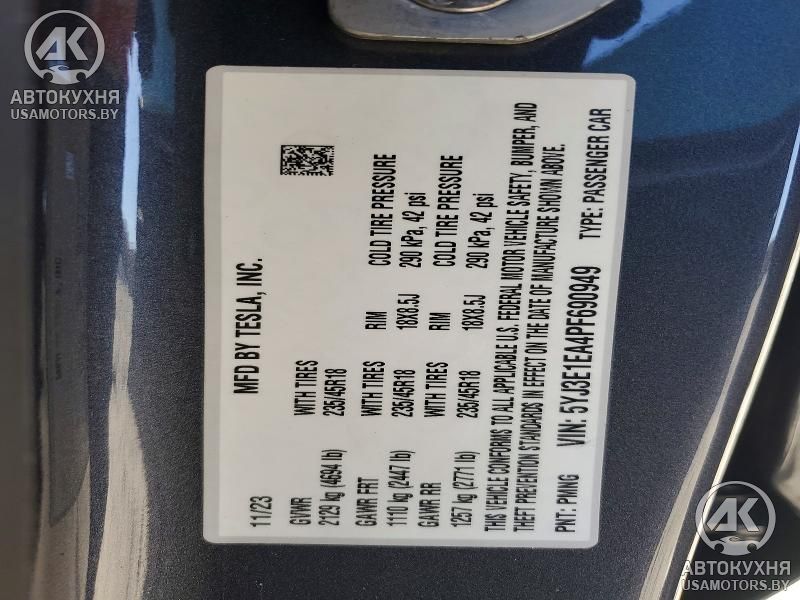 AK
АВТОКУХНЯ
USAMOTORS.BY
MFD BY TESLA, INC.
11/23
GVWR WITH TIRES RIM COLD TIRE PRESSURE
2129 kg (4694 lb) 235/45R18 18X8.5J 290 kPa, 42 psi
GAWR FRT WITH TIRES RIM COLD TIRE PRESSURE
1110 kg (2447 lb) 235/45R18 18X8.5J 290 kPa, 42 psi
GAWR RR WITH TIRES
1257 kg (2771 lb) 235/45R18
THIS VEHICLE CONFORMS TO ALL APPLICABLE U.S. FEDERAL MOTOR VEHICLE SAFETY, BUMPER, AND
THEFT PREVENTION STANDARDS IN EFFECT ON THE DATE OF MANUFACTURE SHOWN ABOVE.
PNT: PMNG VIN: 5YJ3E1EA4PF690949 TYPE: PASSENGER CAR
AK
АВТОКУХНЯ
USAMOTORS.BY